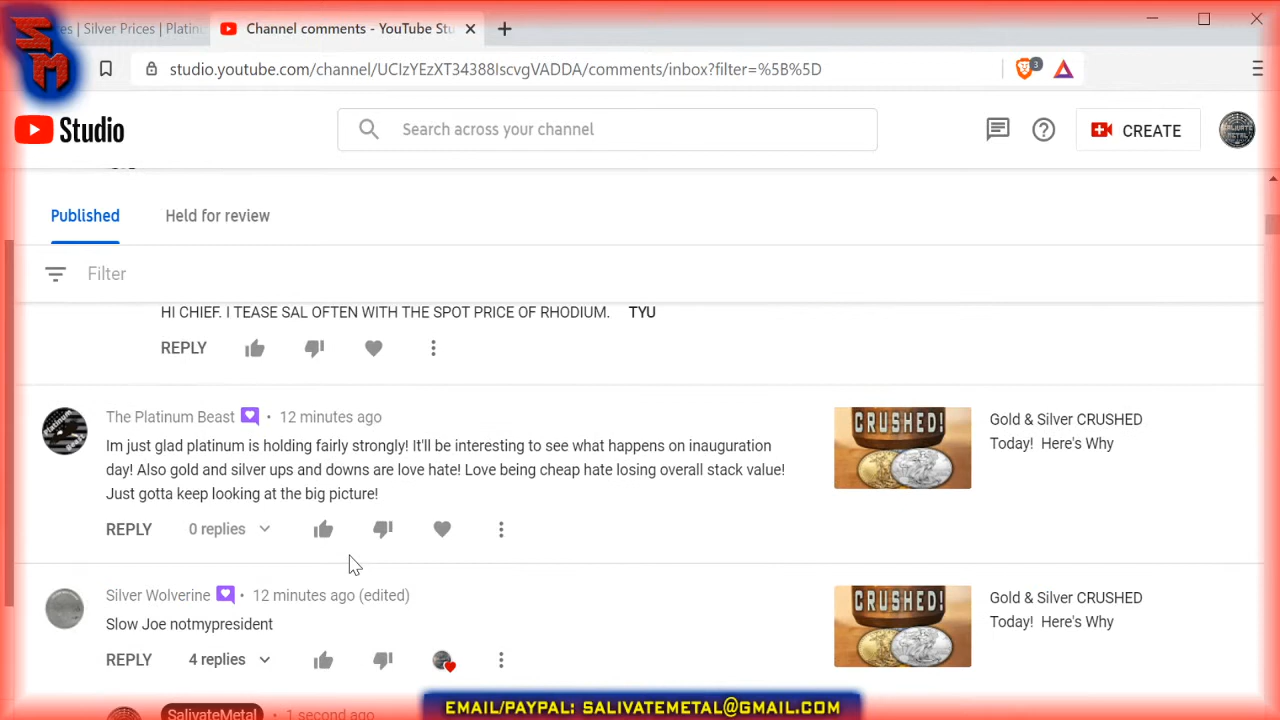 SM
es | Silver Prices | Platin
Channel comments - YouTube Stu
studio.youtube.com/channel/UCIzYEzXT34388lscvgVADDA/comments/inbox?filter=%5B%5D
3
Studio
Search across your channel
CREATE
Published
Held for review
Filter
HI CHIEF. I TEASE SAL OFTEN WITH THE SPOT PRICE OF RHODIUM. TYU
REPLY
The Platinum Beast • 12 minutes ago
Im just glad platinum is holding fairly strongly! It'll be interesting to see what happens on inauguration
day! Also gold and silver ups and downs are love hate! Love being cheap hate losing overall stack value!
Just gotta keep looking at the big picture!
REPLY 0 replies
CRUSHED!
Gold & Silver CRUSHED
Today! Here's Why
Silver Wolverine • 12 minutes ago (edited)
Slow Joe notmypresident
REPLY 4 replies
CRUSHED!
Gold & Silver CRUSHED
Today! Here's Why
SalivateMetal • 1 second ago
EMAIL/PAYPAL: SALIVATEMETAL@GMAIL.COM